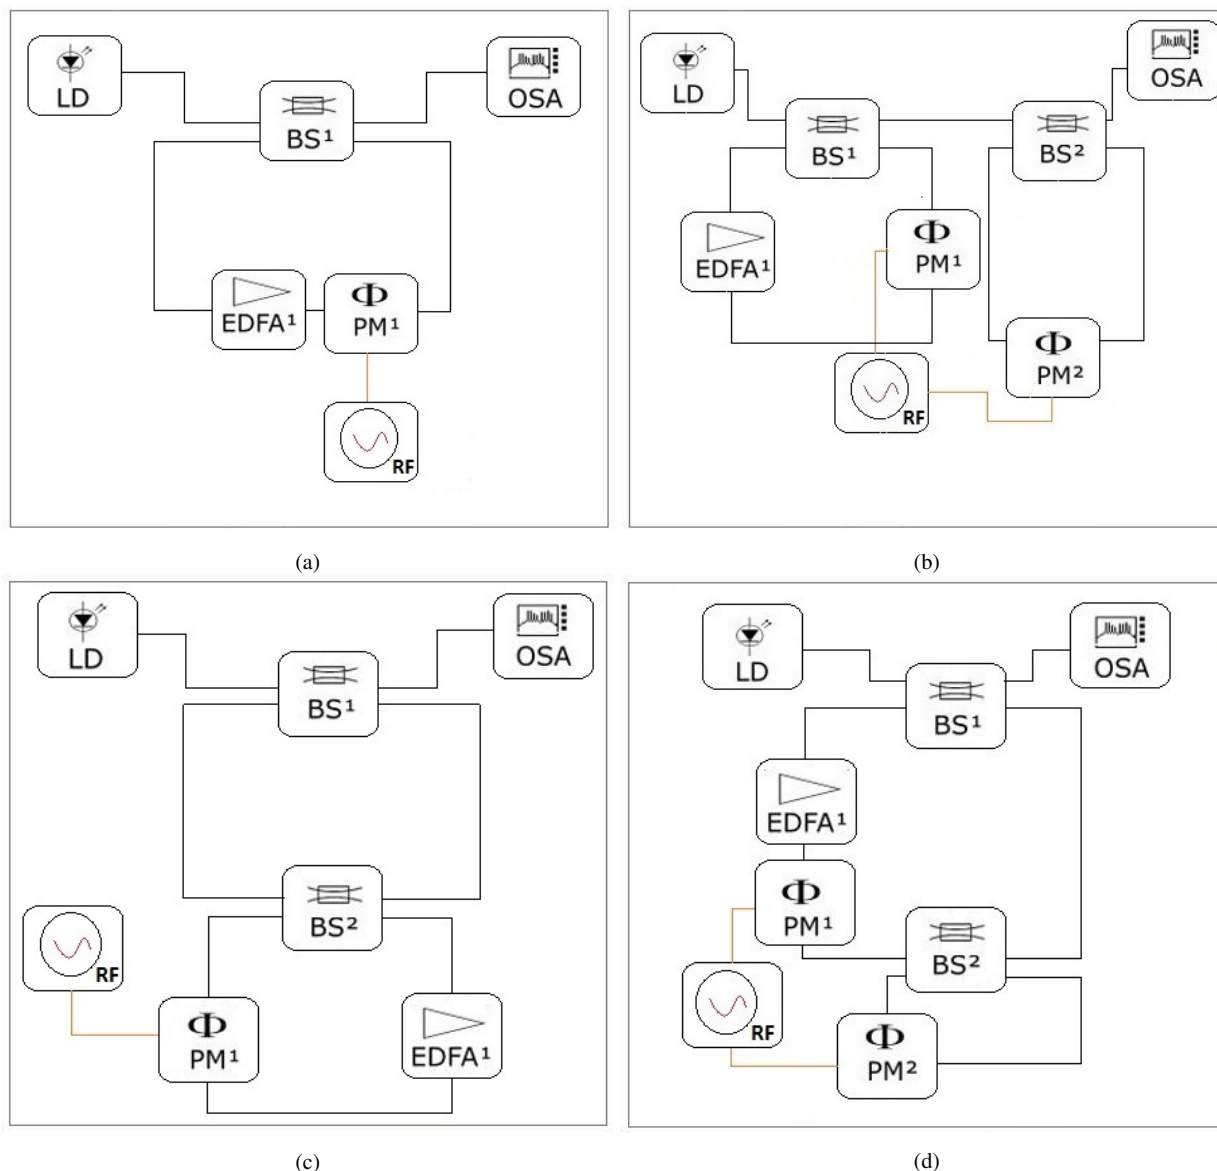 LD
OSA
BS¹
EDFA¹
Φ
PM¹
RF
(a)
LD
OSA
BS¹
BS²
EDFA¹
Φ
PM¹
Φ
PM²
RF
(b)
LD
OSA
BS¹
BS²
RF
Φ
PM¹
EDFA¹
(c)
LD
OSA
BS¹
EDFA¹
Φ
PM¹
BS²
RF
Φ
PM²
(d)